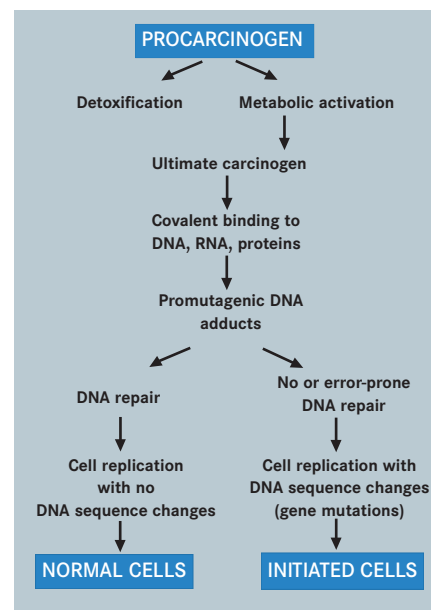 PROCARCINOGEN
Detoxification
Metabolic activation
Ultimate carcinogen
Covalent binding to
DNA, RNA, proteins
Promutagenic DNA
adducts
DNA repair
No or error-prone
DNA repair
Cell replication
with no
DNA sequence changes
Cell replication with
DNA sequence changes
(gene mutations)
NORMAL CELLS
INITIATED CELLS